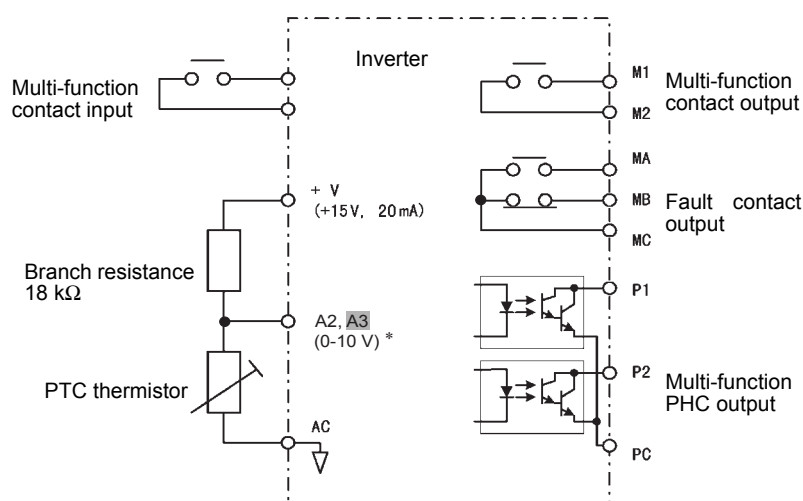 Inverter
Multi-function
contact input
M1
M2
Multi-function
contact output
MA
MB
MC
Fault contact
output
+ V
(+15V, 20mA)
Branch resistance
18 kΩ
A2, A3
(0-10 V) *
PTC thermistor
AC
P1
P2
PC
Multi-function
PHC output